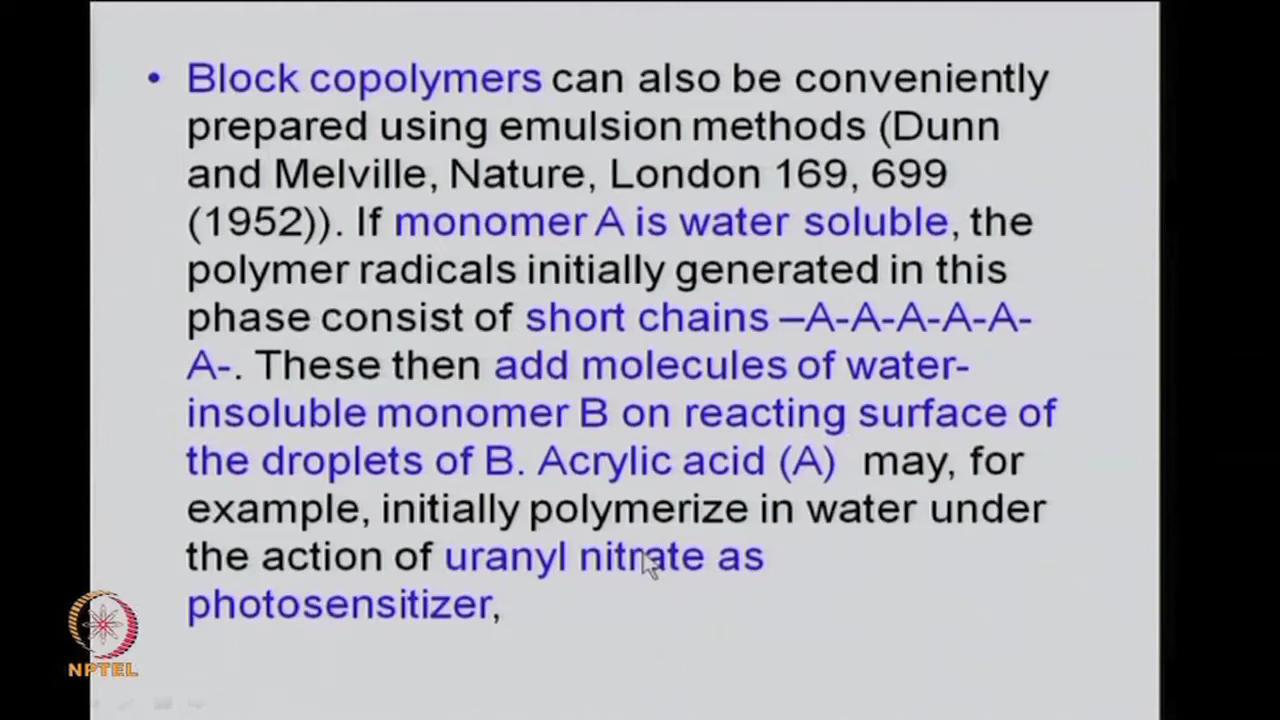 • Block copolymers can also be conveniently
prepared using emulsion methods (Dunn
and Melville, Nature, London 169, 699
(1952)). If monomer A is water soluble, the
polymer radicals initially generated in this
phase consist of short chains –A-A-A-A-A-
A-. These then add molecules of water-
insoluble monomer B on reacting surface of
the droplets of B. Acrylic acid (A) may, for
example, initially polymerize in water under
the action of uranyl nitrate as
photosensitizer,
NPTEL